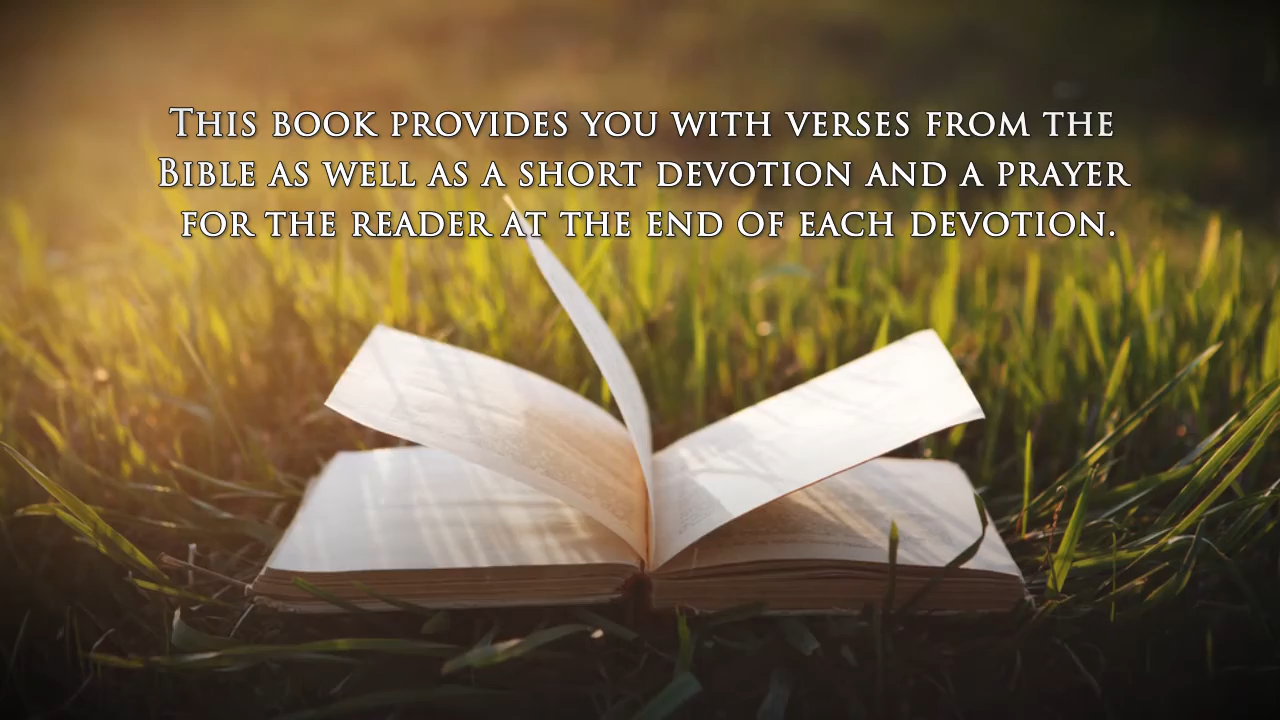 This book provides you with verses from the
Bible as well as a short devotion and a prayer
for the reader at the end of each devotion.